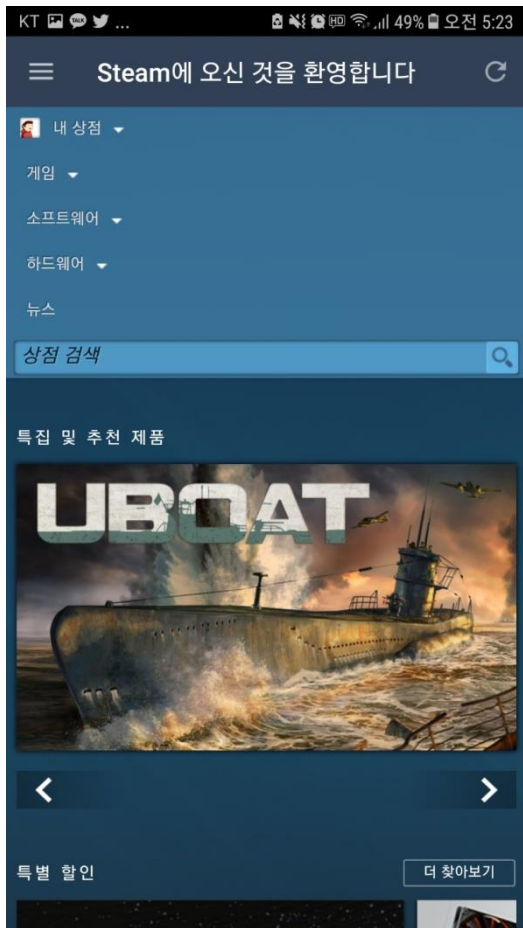 KT ... 49% 오전 5:23
Steam에 오신 것을 환영합니다
내 상점
게임
소프트웨어
하드웨어
뉴스
상점 검색
특집 및 추천 제품
UBOAT
특별 할인 더 찾아보기